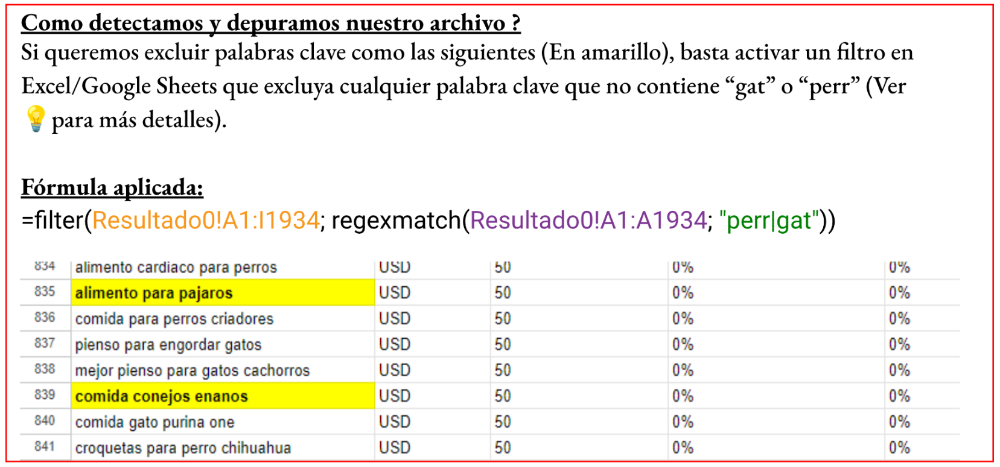 Como detectamos y depuramos nuestro archivo ?
Si queremos excluir palabras clave como las siguientes (En amarillo), basta activar un filtro en
Excel/Google Sheets que excluya cualquier palabra clave que no contiene “gat” o “perr” (Ver
💡 para más detalles).
Fórmula aplicada:
=filter(Resultado0!A1:I1934; regexmatch(Resultado0!A1:A1934; "perr|gat"))
834 alimento cardiaco para perros USD 50 0% 0%
835 alimento para pajaros USD 50 0% 0%
836 comida para perros criadores USD 50 0% 0%
837 pienso para engordar gatos USD 50 0% 0%
838 mejor pienso para gatos cachorros USD 50 0% 0%
839 comida conejos enanos USD 50 0% 0%
840 comida gato purina one USD 50 0% 0%
841 croquetas para perro chihuahua USD 50 0% 0%